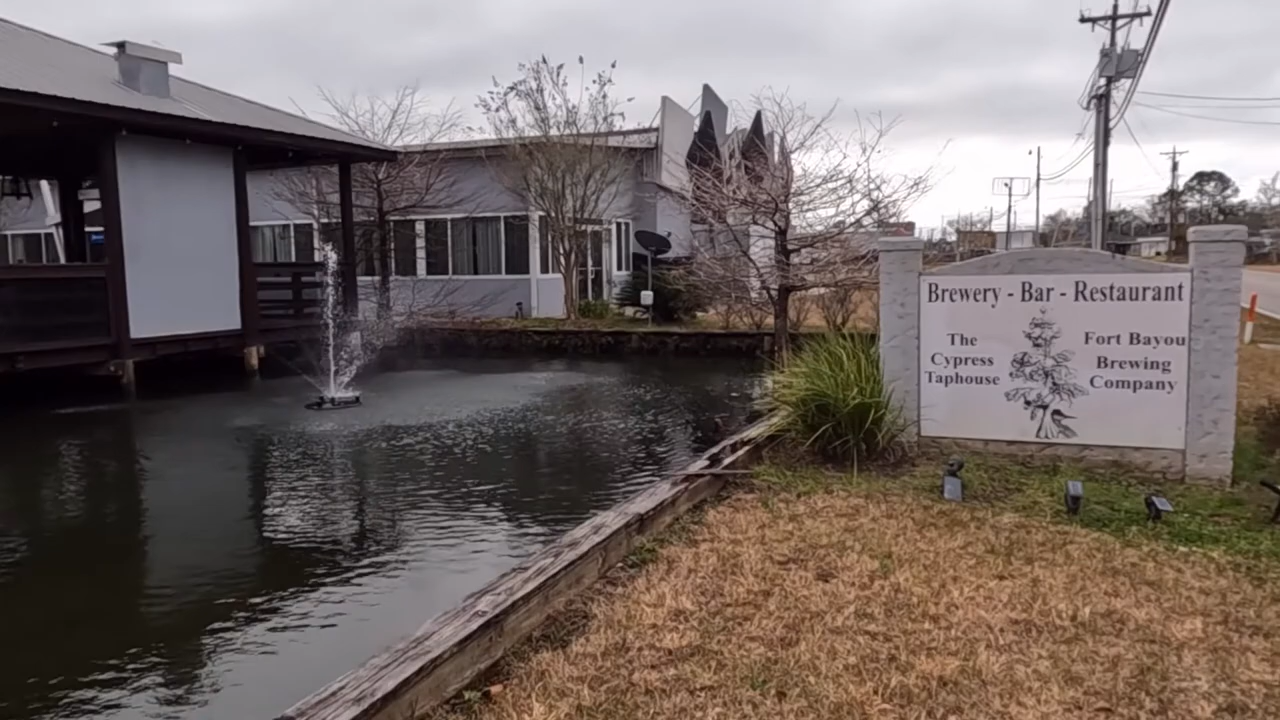 Brewery - Bar - Restaurant
The
Cypress
Taphouse
Fort Bayou
Brewing
Company